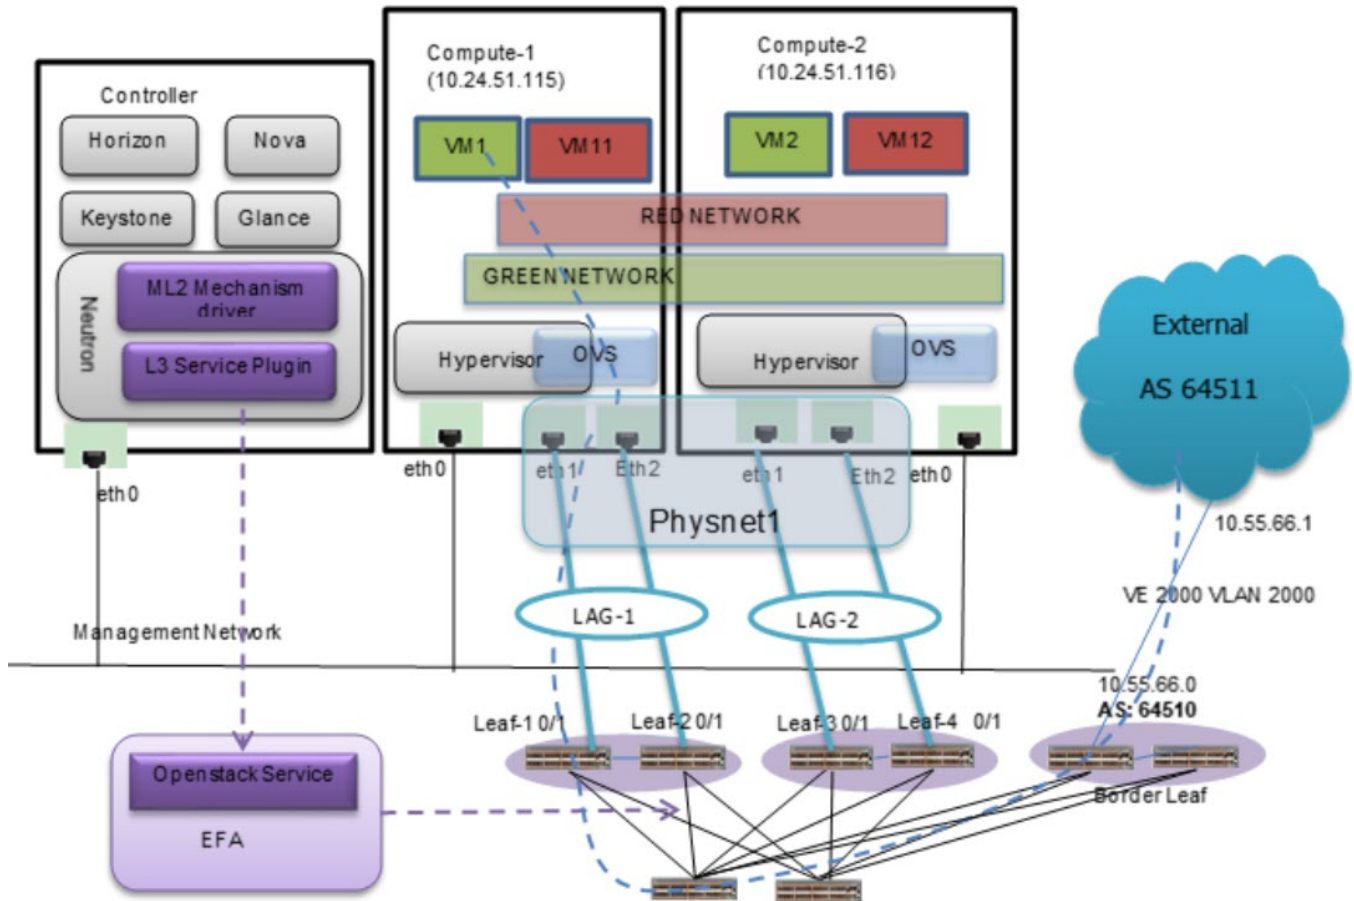 Controller
Horizon
Nova
Keystone
Glance
Neutron
ML2 Mechanism
driver
L3 Service Plugin
eth0
Compute-1
(10.24.51.115)
VM1
VM11
Compute-2
(10.24.51.116)
VM2
VM12
RED NETWORK
GREEN NETWORK
Hypervisor
OVS
Hypervisor
OVS
eth0
eth1
Eth2
eth1
Eth2
eth0
Physnet1
LAG-1
LAG-2
External
AS 64511
10.55.66.1
VE 2000 VLAN 2000
10.55.66.0
AS: 64510
Management Network
Leaf-1 0/1
Leaf-2 0/1
Leaf-3 0/1
Leaf-4 0/1
Border Leaf
Openstack Service
EFA